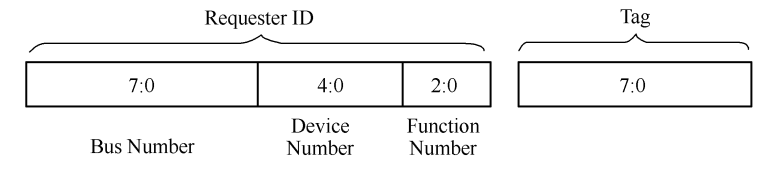 Requester ID
Tag
7:0
4:0
2:0
7:0
Bus Number
Device
Number
Function
Number